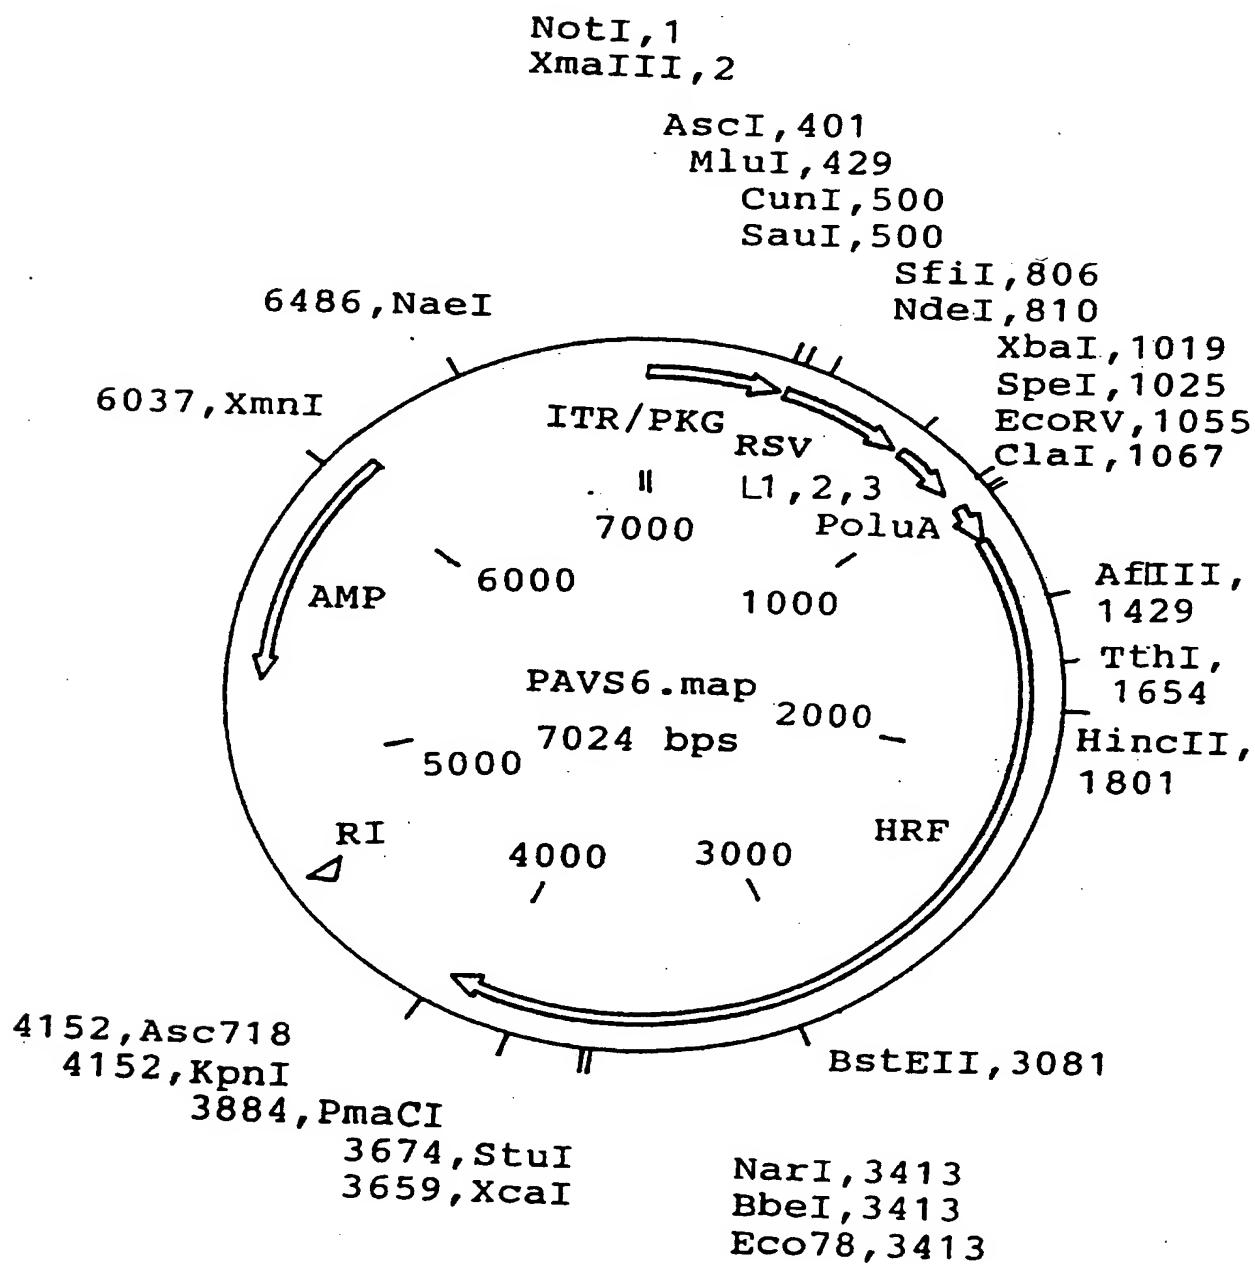 NotI,1
XmaIII,2
AscI,401
MluI,429
CunI,500
SauI,500
SfiI,806
NdeI,810
XbaI,1019
SpeI,1025
EcoRV,1055
ClaI,1067
6486,NaeI
6037,XmnI
ITR/PKG
RSV
L1,2,3
PoluA
7000
6000
1000
AMP
AflIII,
1429
TthI,
1654
HincII,
1801
PAVS6.map
7024 bps
2000
5000
RI
HRF
4000
3000
4152,Asc718
4152,KpnI
3884,PmaCI
3674,StuI
3659,XcaI
BstEII,3081
NarI,3413
BbeI,3413
Eco78,3413